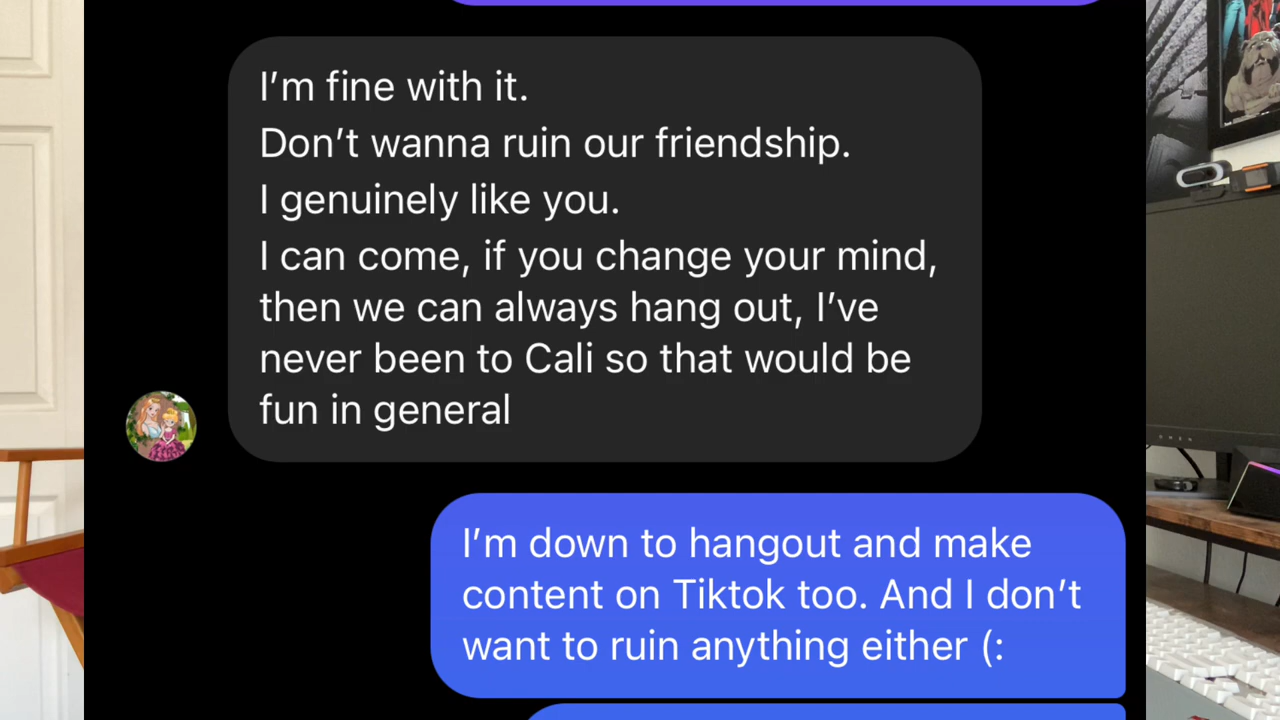 I’m fine with it.
Don’t wanna ruin our friendship.
I genuinely like you.
I can come, if you change your mind,
then we can always hang out, I’ve
never been to Cali so that would be
fun in general
I’m down to hangout and make
content on Tiktok too. And I don’t
want to ruin anything either (: